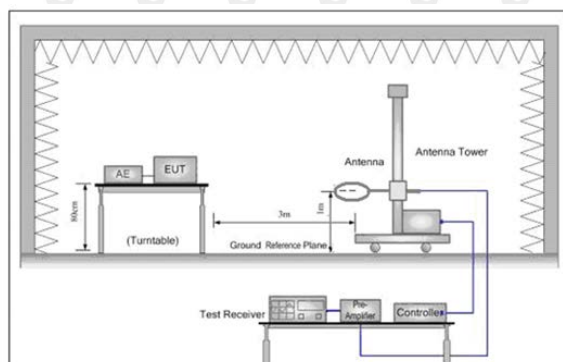 Antenna Tower
Antenna
AE
EUT
80cm
3m
1m
(Turntable)
Ground Reference Plane
Test Receiver
Pre-
Amplifier
Controller